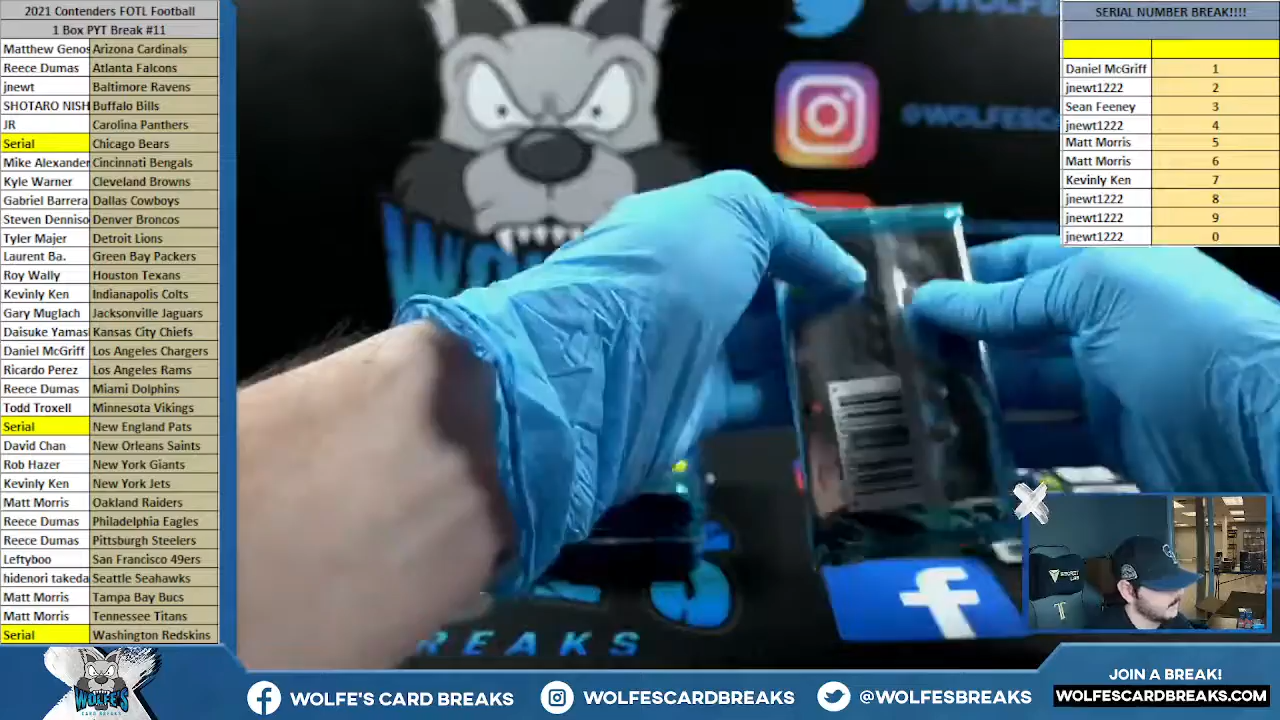 2021 Contenders FOTL Football
1 Box PYT Break #11
Matthew Genos Arizona Cardinals
Reece Dumas Atlanta Falcons
jnewt Baltimore Ravens
SHOTARO NISH Buffalo Bills
JR Carolina Panthers
Serial Chicago Bears
Mike Alexander Cincinnati Bengals
Kyle Warner Cleveland Browns
Gabriel Barrera Dallas Cowboys
Steven Denniso Denver Broncos
Tyler Majer Detroit Lions
Laurent Ba. Green Bay Packers
Roy Wally Houston Texans
Kevinly Ken Indianapolis Colts
Gary Muglach Jacksonville Jaguars
Daisuke Yamas Kansas City Chiefs
Daniel McGriff Los Angeles Chargers
Ricardo Perez Los Angeles Rams
Reece Dumas Miami Dolphins
Todd Troxell Minnesota Vikings
Serial New England Pats
David Chan New Orleans Saints
Rob Hazer New York Giants
Kevinly Ken New York Jets
Matt Morris Oakland Raiders
Reece Dumas Philadelphia Eagles
Reece Dumas Pittsburgh Steelers
Leftyboo San Francisco 49ers
hidenori takeda Seattle Seahawks
Matt Morris Tampa Bay Bucs
Matt Morris Tennessee Titans
Serial Washington Redskins
SERIAL NUMBER BREAK!!!!
Daniel McGriff 1
jnewt1222 2
Sean Feeney 3
jnewt1222 4
Matt Morris 5
Matt Morris 6
Kevinly Ken 7
jnewt1222 8
jnewt1222 9
jnewt1222 0
@WOLFES
@WOLFESCA
REAKS
WOLFE'S
CARD BREAKS
WOLFE'S CARD BREAKS
WOLFESCARDBREAKS
@WOLFESBREAKS
JOIN A BREAK!
WOLFESCARDBREAKS.COM